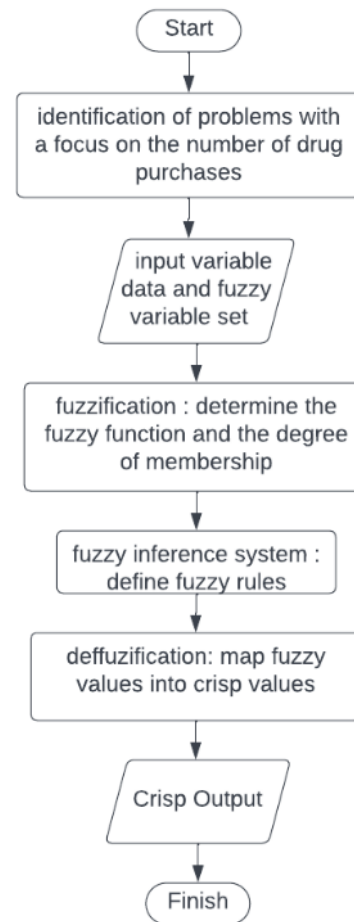 Start
identification of problems with
a focus on the number of drug
purchases
input variable
data and fuzzy
variable set
fuzzification : determine the
fuzzy function and the degree
of membership
fuzzy inference system :
define fuzzy rules
deffuzification: map fuzzy
values into crisp values
Crisp Output
Finish